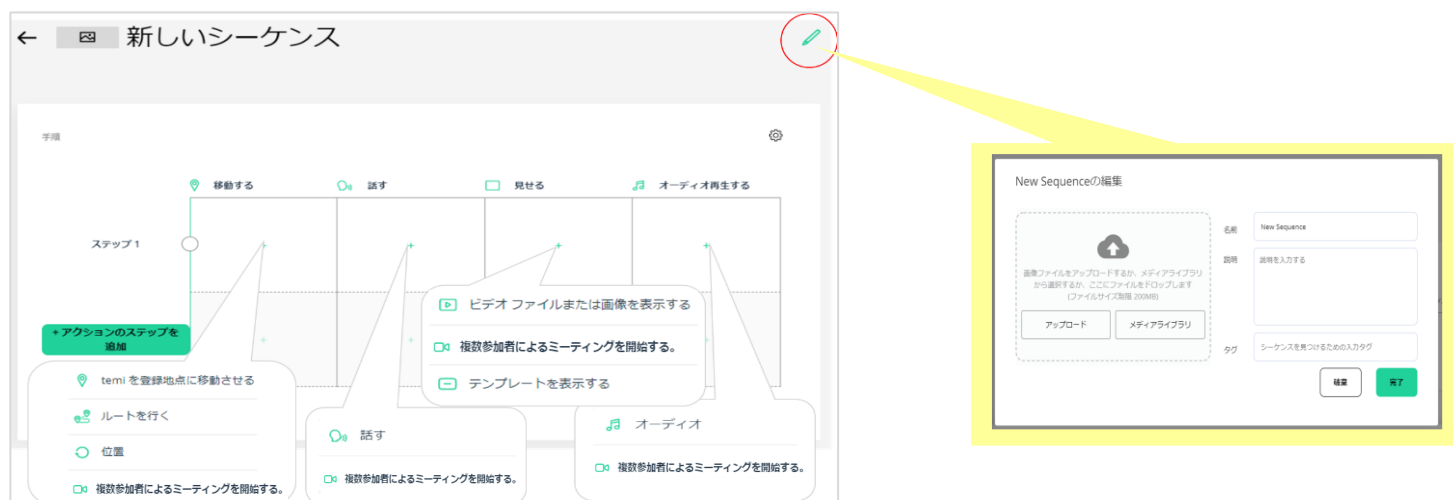 新しいシーケンス
手順
移動する
話す
見せる
オーディオ再生する
ステップ 1
+ アクションのステップを
追加
temi を登録地点に移動させる
ルートを行く
位置
複数参加者によるミーティングを開始する。
話す
複数参加者によるミーティングを開始する。
ビデオ ファイルまたは画像を表示する
複数参加者によるミーティングを開始する。
テンプレートを表示する
オーディオ
複数参加者によるミーティングを開始する。
New Sequenceの編集
画像ファイルをアップロードするか、メディアライブラリ
から選択するか、ここにファイルをドロップします
(ファイルサイズ制限 200MB)
アップロード
メディアライブラリ
名前
New Sequence
説明
説明を入力する
タグ
シーケンスを見つけるための入力タグ
破棄
完了